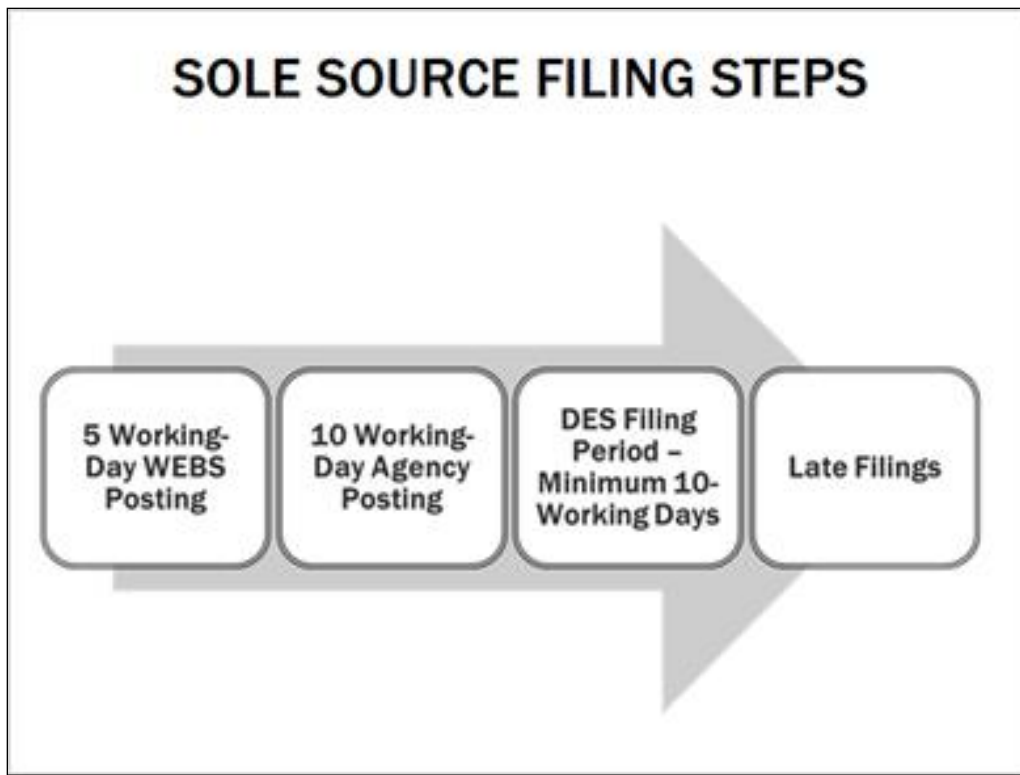 SOLE SOURCE FILING STEPS
5 Working-
Day WEBS
Posting
10 Working-
Day Agency
Posting
DES Filing
Period –
Minimum 10-
Working Days
Late Filings